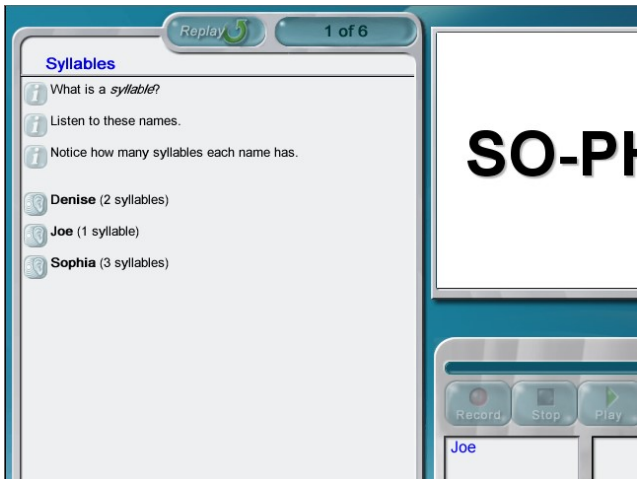 Replay
1 of 6
Syllables
What is a syllable?
Listen to these names.
Notice how many syllables each name has.
Denise (2 syllables)
Joe (1 syllable)
Sophia (3 syllables)
SO-PH
Record
Stop
Play
Joe